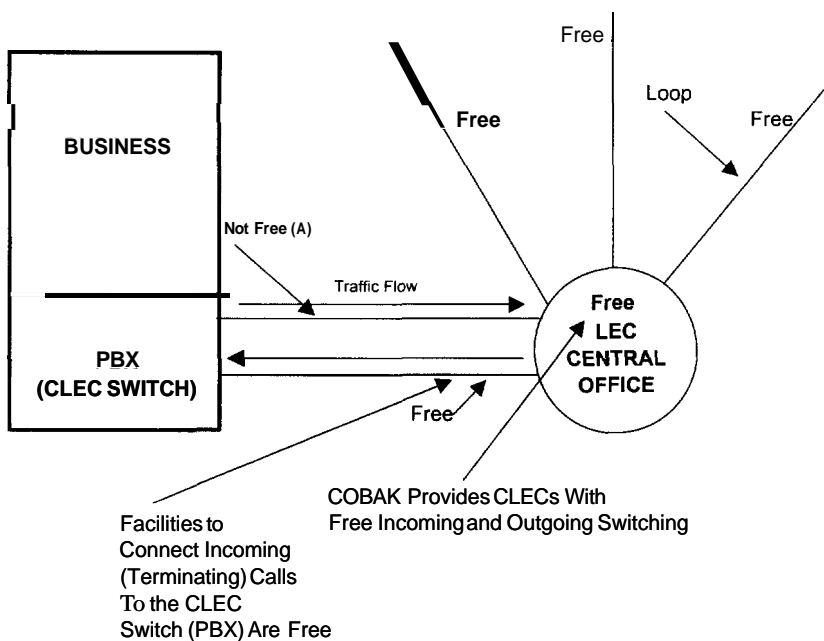 Free
Loop
Free
Free
BUSINESS
Not Free (A)
Traffic Flow
Free
LEC
CENTRAL
OFFICE
PBX
(CLEC SWITCH)
Free
COBAK Provides CLECs With
Free Incoming and Outgoing Switching
Facilities to
Connect Incoming
(Terminating) Calls
To the CLEC
Switch (PBX) Are Free